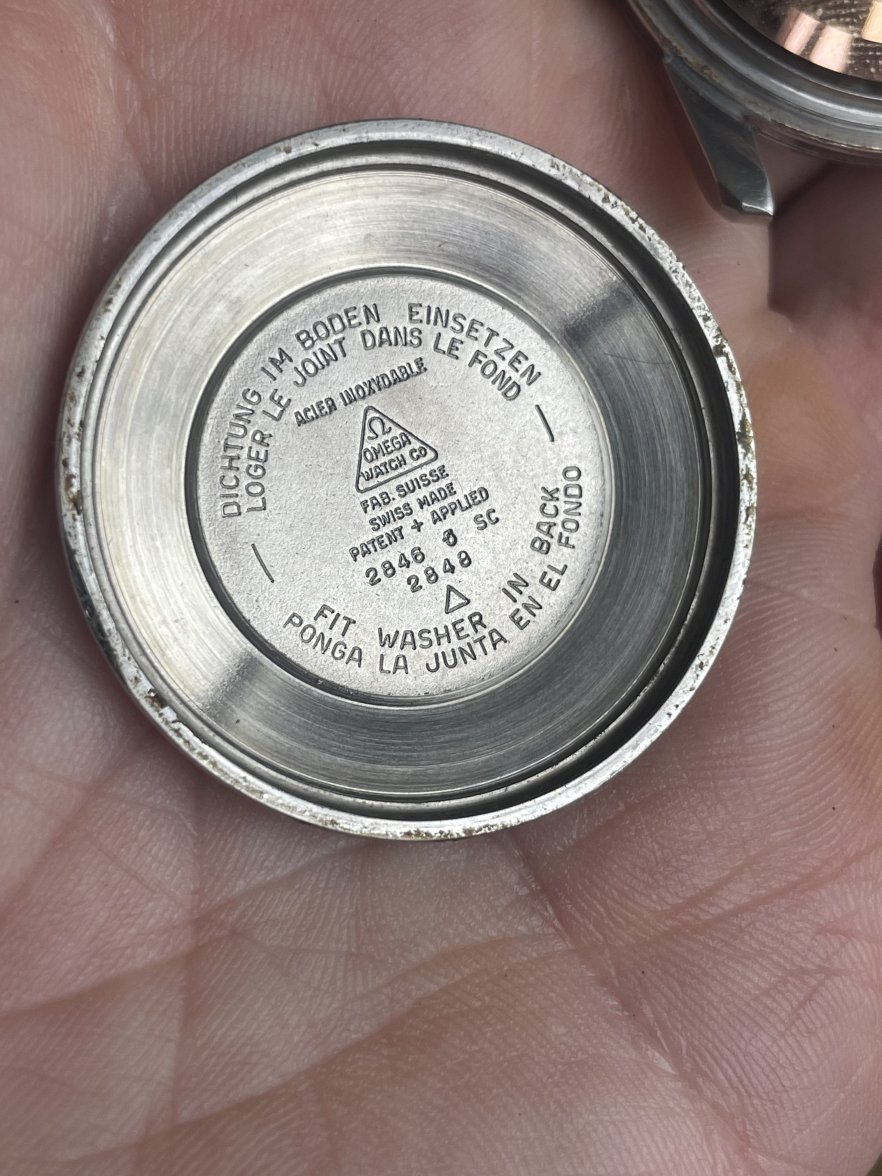 DICHTUNG IM BODEN EINSETZEN
LOGER LE JOINT DANS LE FOND
ACIER INOXYDABLE
Ω
OMEGA
WATCH Co
FAB. SUISSE
SWISS MADE
PATENT + APPLIED
2846 SC
2848
FIT WASHER IN BACK
PONGA LA JUNTA EN EL FONDO